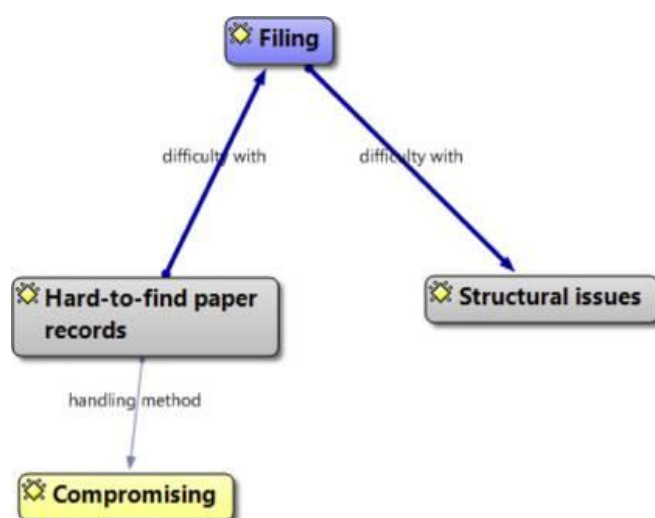 Filing
difficulty with
difficulty with
Hard-to-find paper
records
Structural issues
handling method
Compromising